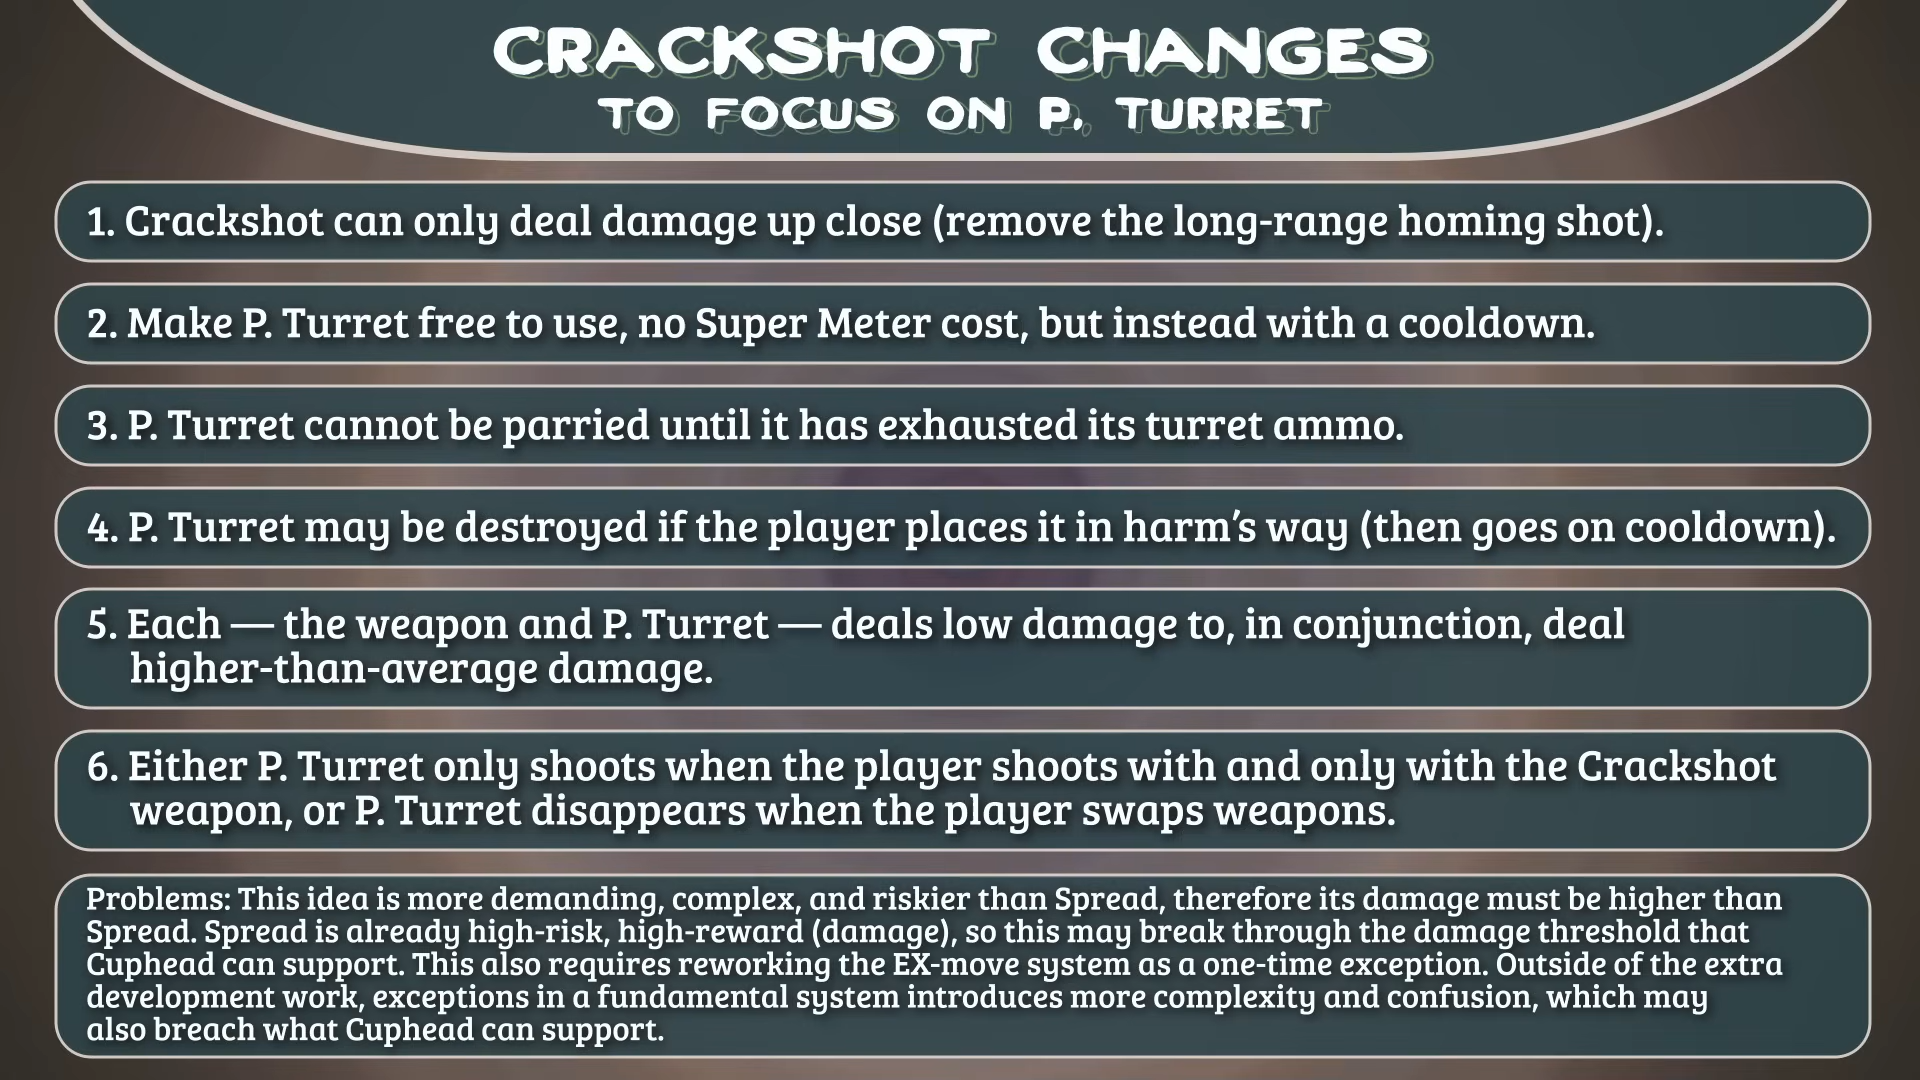 CRACKSHOT CHANGES
TO FOCUS ON P. TURRET
1. Crackshot can only deal damage up close (remove the long-range homing shot).
2. Make P. Turret free to use, no Super Meter cost, but instead with a cooldown.
3. P. Turret cannot be parried until it has exhausted its turret ammo.
4. P. Turret may be destroyed if the player places it in harm’s way (then goes on cooldown).
5. Each — the weapon and P. Turret — deals low damage to, in conjunction, deal
higher-than-average damage.
6. Either P. Turret only shoots when the player shoots with and only with the Crackshot
weapon, or P. Turret disappears when the player swaps weapons.
Problems: This idea is more demanding, complex, and riskier than Spread, therefore its damage must be higher than
Spread. Spread is already high-risk, high-reward (damage), so this may break through the damage threshold that
Cuphead can support. This also requires reworking the EX-move system as a one-time exception. Outside of the extra
development work, exceptions in a fundamental system introduces more complexity and confusion, which may
also breach what Cuphead can support.